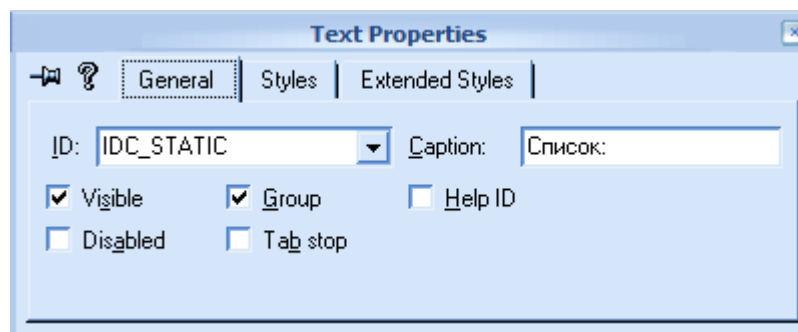 Text Properties
General Styles Extended Styles
ID: IDC_STATIC Caption: Список:
Visible Group Help ID
Disabled Tab stop